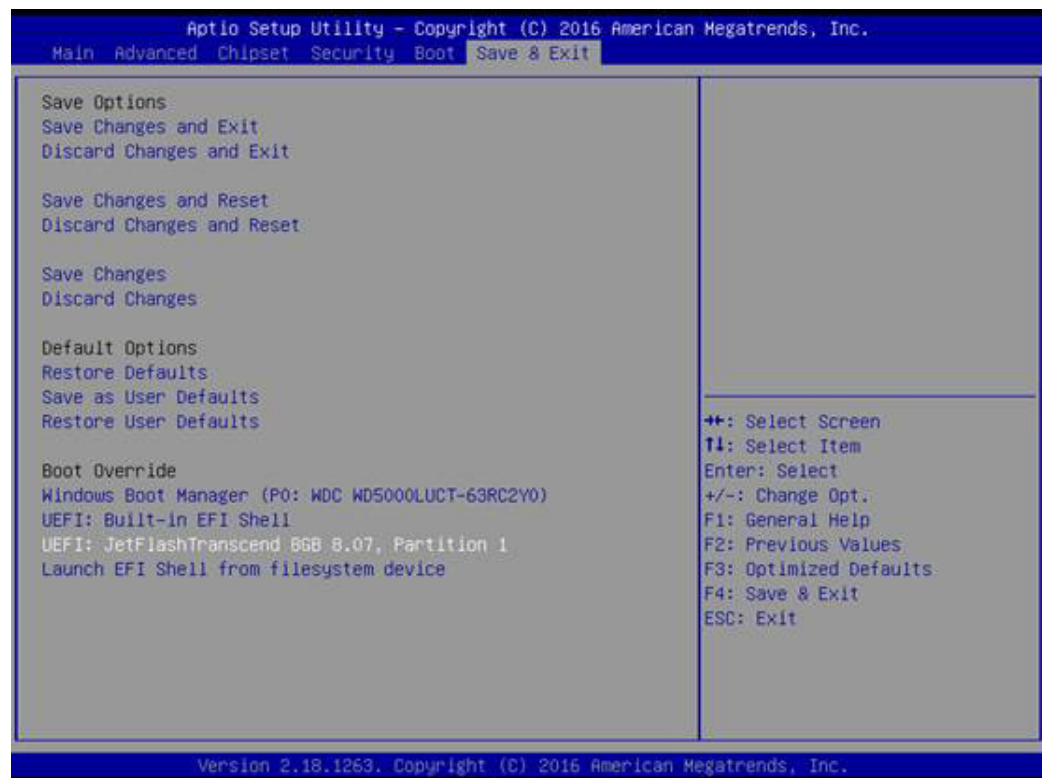 Aptio Setup Utility – Copyright (C) 2016 American Megatrends, Inc.
Main Advanced Chipset Security Boot Save & Exit
Save Options
Save Changes and Exit
Discard Changes and Exit
Save Changes and Reset
Discard Changes and Reset
Save Changes
Discard Changes
Default Options
Restore Defaults
Save as User Defaults
Restore User Defaults
Boot Override
Windows Boot Manager (P0: WDC WD5000LUCT-63RC2Y0)
UEFI: Built-in EFI Shell
UEFI: JetFlashTranscend 8GB 8.07, Partition 1
Launch EFI Shell from filesystem device
→←: Select Screen
↑↓: Select Item
Enter: Select
+/-: Change Opt.
F1: General Help
F2: Previous Values
F3: Optimized Defaults
F4: Save & Exit
ESC: Exit
Version 2.18.1263. Copyright (C) 2016 American Megatrends, Inc.